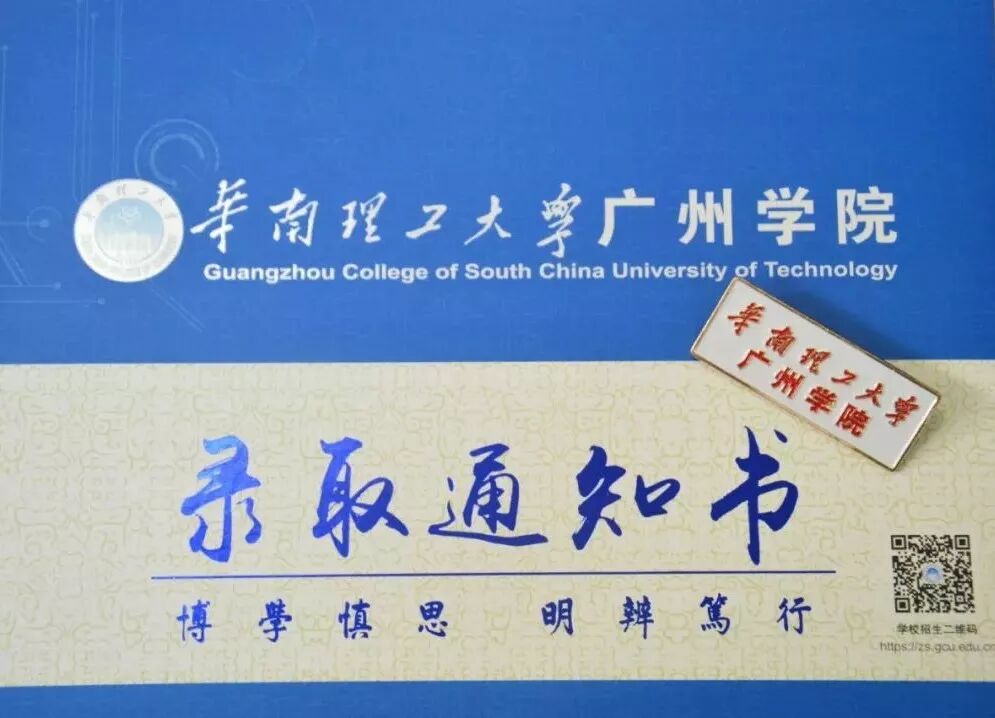 華南理工大學广州学院
Guangzhou College of South China University of Technology
華南理工大學
广州学院
录取通知书
博學慎思 明辨篤行
学校招生二维码
https://zs.gcu.edu.cn